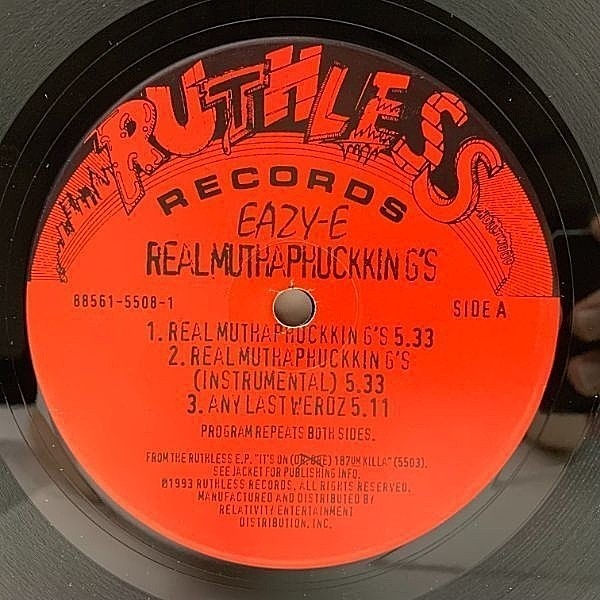 RUTHLESS
RECORDS
EAZY-E
REAL MUTHAPHUCKKIN G'S
88561-5508-1
SIDE A
1. REAL MUTHAPHUCKKIN G'S 5.33
2. REAL MUTHAPHUCKKIN G'S
(INSTRUMENTAL) 5.33
3. ANY LAST WERDZ 5.11
PROGRAM REPEATS BOTH SIDES.
FROM THE RUTHLESS E.P. "IT'S ON (DR. DRE) 187UM KILLA" (5503).
SEE JACKET FOR PUBLISHING INFO.
©1993 RUTHLESS RECORDS. ALL RIGHTS RESERVED.
MANUFACTURED AND DISTRIBUTED BY
RELATIVITY ENTERTAINMENT
DISTRIBUTION, INC.